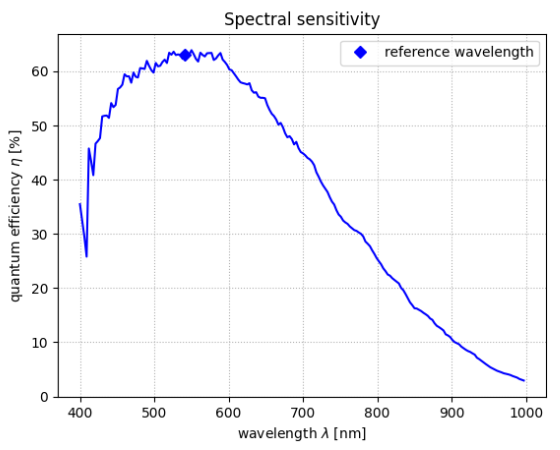 Spectral sensitivity
reference wavelength
quantum efficiency η [%]
60
50
40
30
20
10
0
400 500 600 700 800 900 1000
wavelength λ [nm]